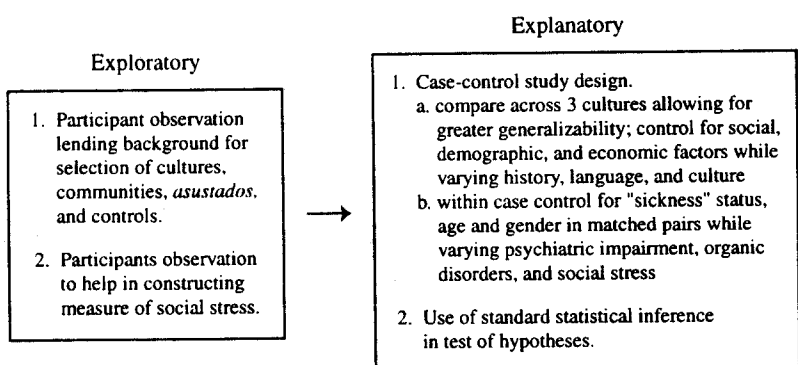 Exploratory
1. Participant observation
lending background for
selection of cultures,
communities, asustados,
and controls.
2. Participants observation
to help in constructing
measure of social stress.
Explanatory
1. Case-control study design.
a. compare across 3 cultures allowing for
greater generalizability; control for social,
demographic, and economic factors while
varying history, language, and culture
b. within case control for "sickness" status,
age and gender in matched pairs while
varying psychiatric impairment, organic
disorders, and social stress
2. Use of standard statistical inference
in test of hypotheses.